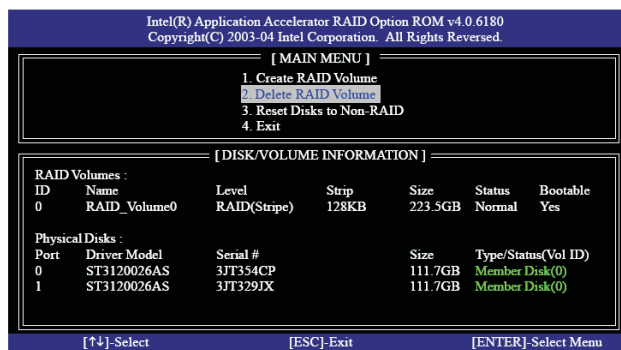 Intel(R) Application Accelerator RAID Option ROM v4.0.6180
Copyright(C) 2003-04 Intel Corporation. All Rights Reversed.
[ MAIN MENU ]
1. Create RAID Volume
2. Delete RAID Volume
3. Reset Disks to Non-RAID
4. Exit
[ DISK/VOLUME INFORMATION ]
RAID Volumes :
ID Name Level Strip Size Status Bootable
0 RAID_Volume0 RAID(Stripe) 128KB 223.5GB Normal Yes
Physical Disks :
Port Driver Model Serial # Size Type/Status(Vol ID)
0 ST3120026AS 3JT354CP 111.7GB Member Disk(0)
1 ST3120026AS 3JT329JX 111.7GB Member Disk(0)
[↑↓]-Select [ESC]-Exit [ENTER]-Select Menu